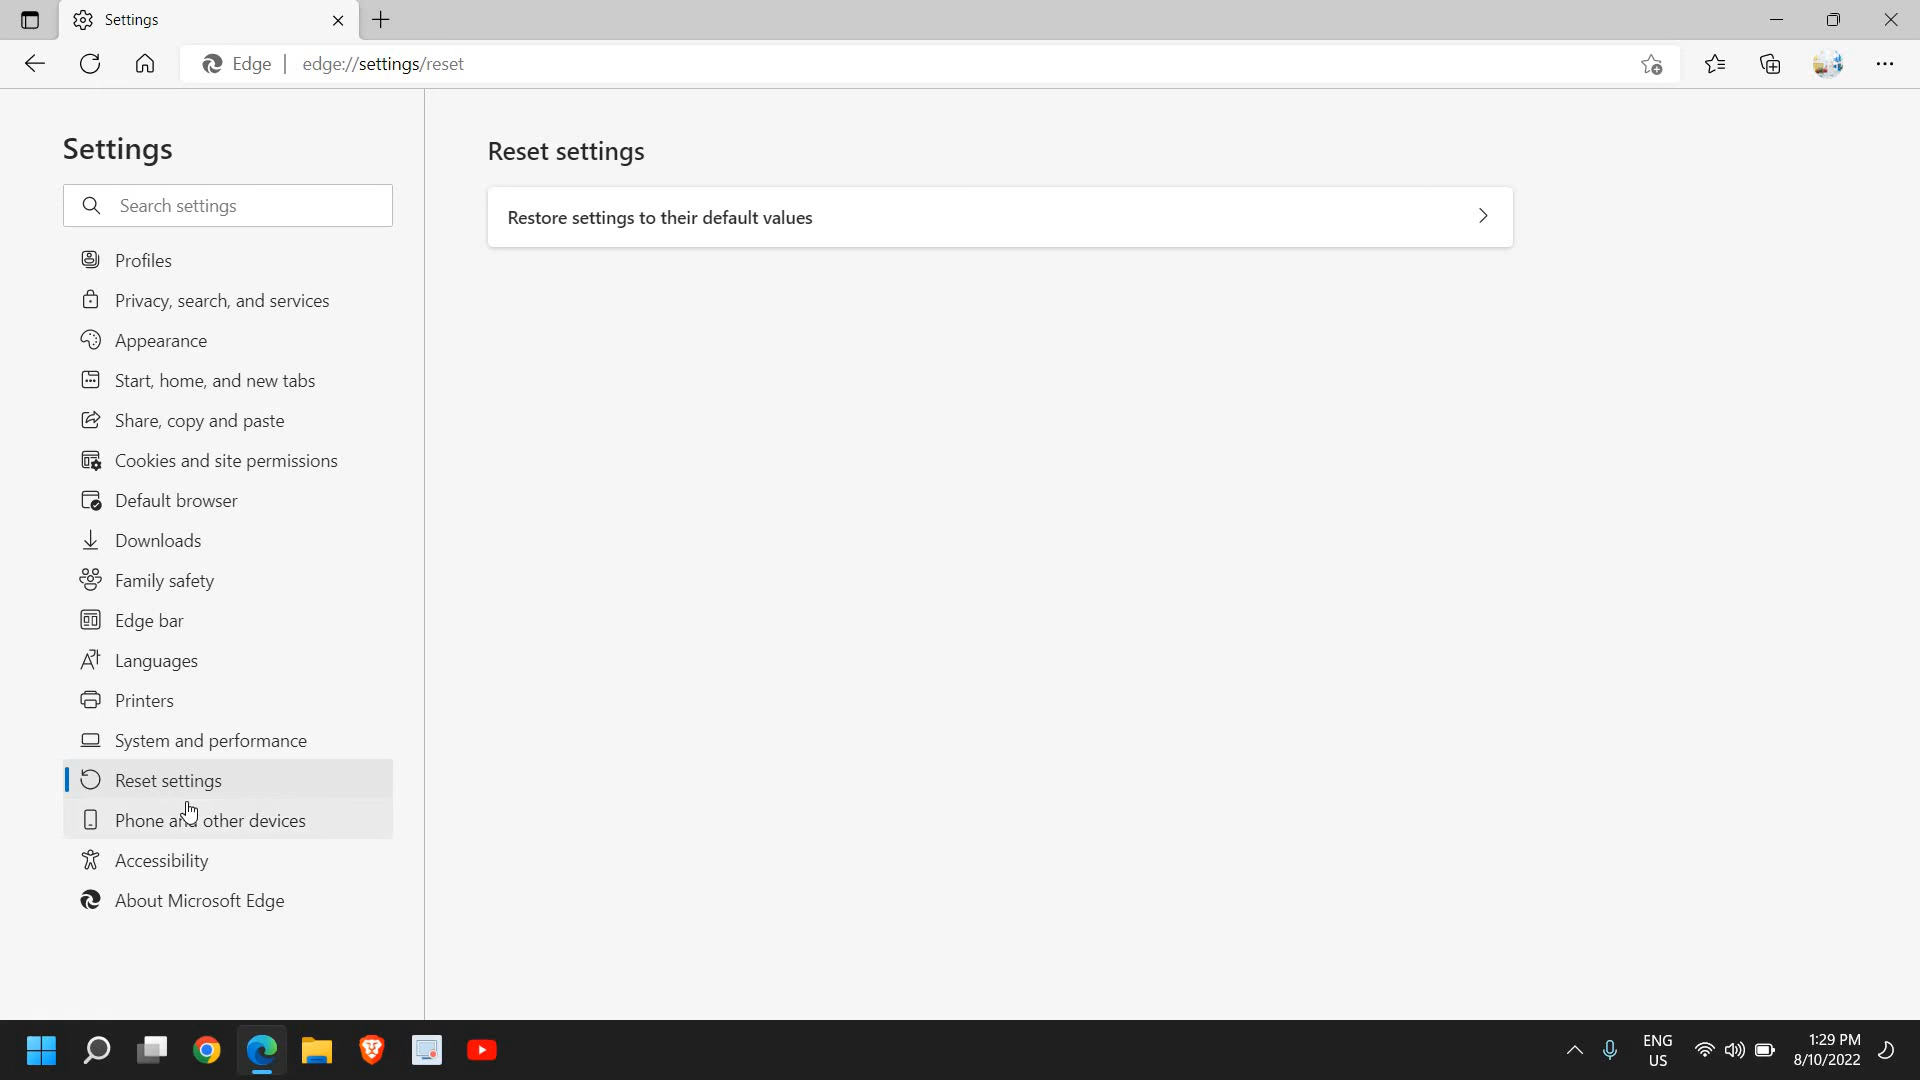 Settings
Edge | edge://settings/reset
Settings
Search settings
Profiles
Privacy, search, and services
Appearance
Start, home, and new tabs
Share, copy and paste
Cookies and site permissions
Default browser
Downloads
Family safety
Edge bar
Languages
Printers
System and performance
Reset settings
Phone and other devices
Accessibility
About Microsoft Edge
Reset settings
Restore settings to their default values
ENG
US
1:29 PM
8/10/2022